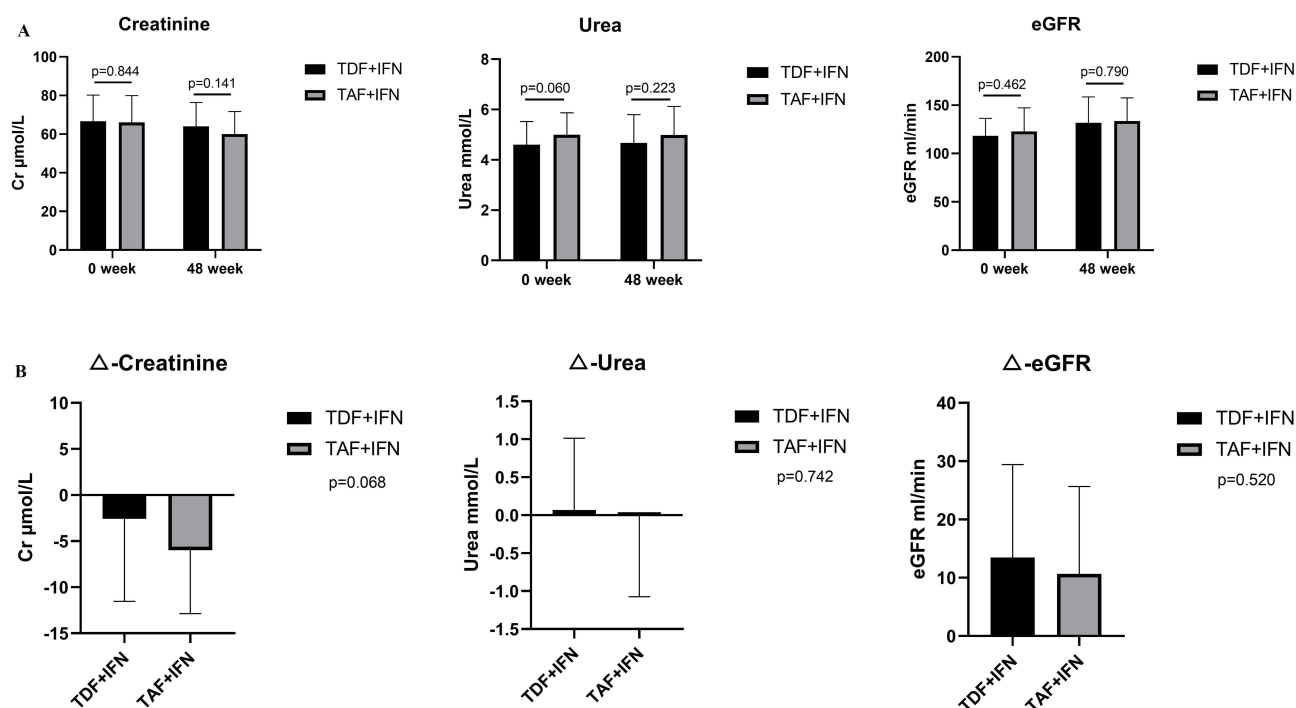 A
Creatinine
Cr µmol/L
100
80
60
40
20
0
p=0.844
p=0.141
0 week
48 week
TDF+IFN
TAF+IFN
Urea
Urea mmol/L
8
6
4
2
0
p=0.060
p=0.223
0 week
48 week
TDF+IFN
TAF+IFN
eGFR
eGFR ml/min
200
150
100
50
0
p=0.462
p=0.790
0 week
48 week
TDF+IFN
TAF+IFN
B
△-Creatinine
Cr µmol/L
10
5
0
-5
-10
-15
TDF+IFN
TAF+IFN
TDF+IFN
TAF+IFN
p=0.068
△-Urea
Urea mmol/L
1.5
1.0
0.5
0.0
-0.5
-1.0
-1.5
TDF+IFN
TAF+IFN
TDF+IFN
TAF+IFN
p=0.742
△-eGFR
eGFR ml/min
40
30
20
10
0
TDF+IFN
TAF+IFN
TDF+IFN
TAF+IFN
p=0.520